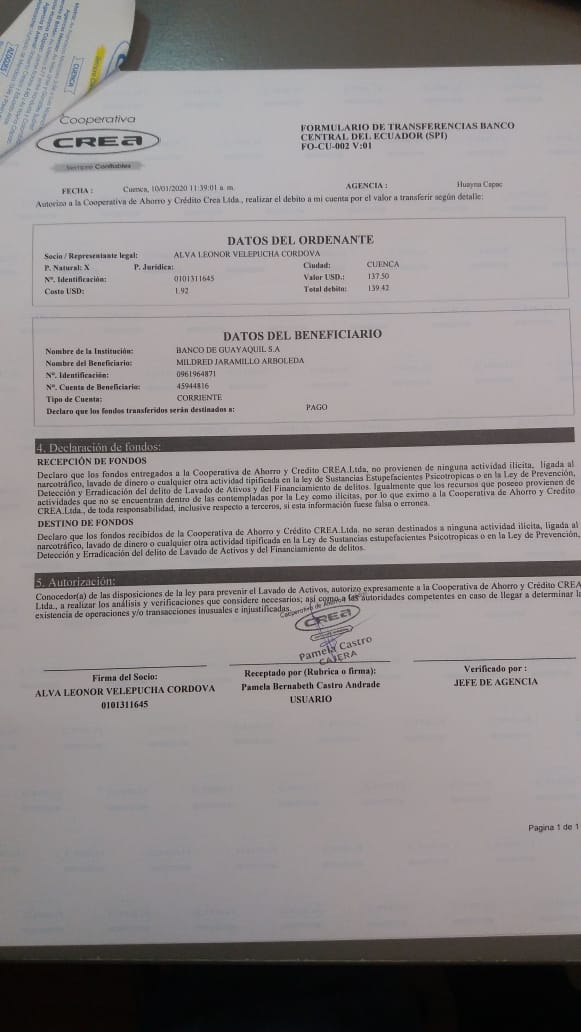 AZOGUES
CUENCA
Cooperativa
CREA
Servicios Confiables
FORMULARIO DE TRANSFERENCIAS BANCO
CENTRAL DEL ECUADOR (SPI)
FO-CU-002 V:01
FECHA : Cuenca, 10/01/2020 11:39:01 a. m. AGENCIA : Huayna Capac
Autorizo a la Cooperativa de Ahorro y Crédito Crea Ltda., realizar el debito a mi cuenta por el valor a transferir según detalle:
DATOS DEL ORDENANTE
Socio / Representante legal: ALVA LEONOR VELEPUCHA CORDOVA
P. Natural: X P. Jurídica: Ciudad: CUENCA
Nº. Identificación: 0101311645 Valor USD.: 137.50
Costo USD: 1.92 Total debito: 139.42
DATOS DEL BENEFICIARIO
Nombre de la Institución: BANCO DE GUAYAQUIL S.A
Nombre del Beneficiario: MILDRED JARAMILLO ARBOLEDA
Nº. Identificación: 0961964871
Nº. Cuenta de Beneficiario: 45944816
Tipo de Cuenta: CORRIENTE
Declaro que los fondos transferidos serán destinados a: PAGO
4. Declaración de fondos:
RECEPCIÓN DE FONDOS
Declaro que los fondos entregados a la Cooperativa de Ahorro y Credito CREA.Ltda, no provienen de ninguna actividad ilícita, ligada al
narcotráfico, lavado de dinero o cualquier otra actividad tipificada en la ley de Sustancias Estupefacientes Psicotrópicas o en la Ley de Prevención,
Detección y Erradicación del delito de Lavado de Ativos y del Financiamiento de delitos. Igualmente que los recursos que poseo provienen de
actividades que no se encuentran dentro de las contempladas por la Ley como ilícitas, por lo que eximo a la Cooperativa de Ahorro y Credito
CREA.Ltda., de toda responsabilidad, inclusive respecto a terceros, si esta información fuese falsa o erronea.
DESTINO DE FONDOS
Declaro que los fondos recibidos de la Cooperativa de Ahorro y Crédito CREA Ltda. no seran destinados a ninguna actividad ilícita, ligada al
narcotráfico, lavado de dinero o cualquier otra actividad tipificada en la Ley de Sustancias estupefacientes Psicotropicas o en la Ley de Prevención,
Detección y Erradicación del delito de Lavado de Activos y del Financiamiento de delitos.
5. Autorización:
Conocedor(a) de las disposiciones de la ley para prevenir el Lavado de Activos, autorizo expresamente a la Cooperativa de Ahorro y Crédito CREA
Ltda., a realizar los análisis y verificaciones que considere necesarios; así como a las autoridades competentes en caso de llegar a determinar la
existencia de operaciones y/o transacciones inusuales e injustificadas.
CREA
Pamela Castro
CAJERA
Firma del Socio: Receptado por (Rubrica o firma): Verificado por :
ALVA LEONOR VELEPUCHA CORDOVA Pamela Bernabeth Castro Andrade JEFE DE AGENCIA
0101311645 USUARIO
Pagina 1 de 1